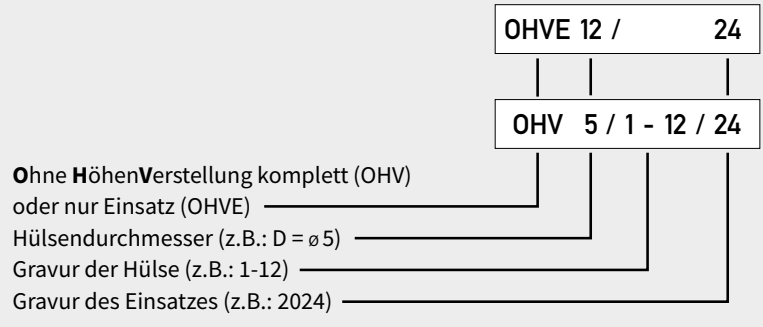 OHVE 12 / 24
OHV 5 / 1 - 12 / 24
Ohne HöhenVerstellung komplett (OHV)
oder nur Einsatz (OHVE)
Hülsendurchmesser (z.B.: D = ø 5)
Gravur der Hülse (z.B.: 1-12)
Gravur des Einsatzes (z.B.: 2024)